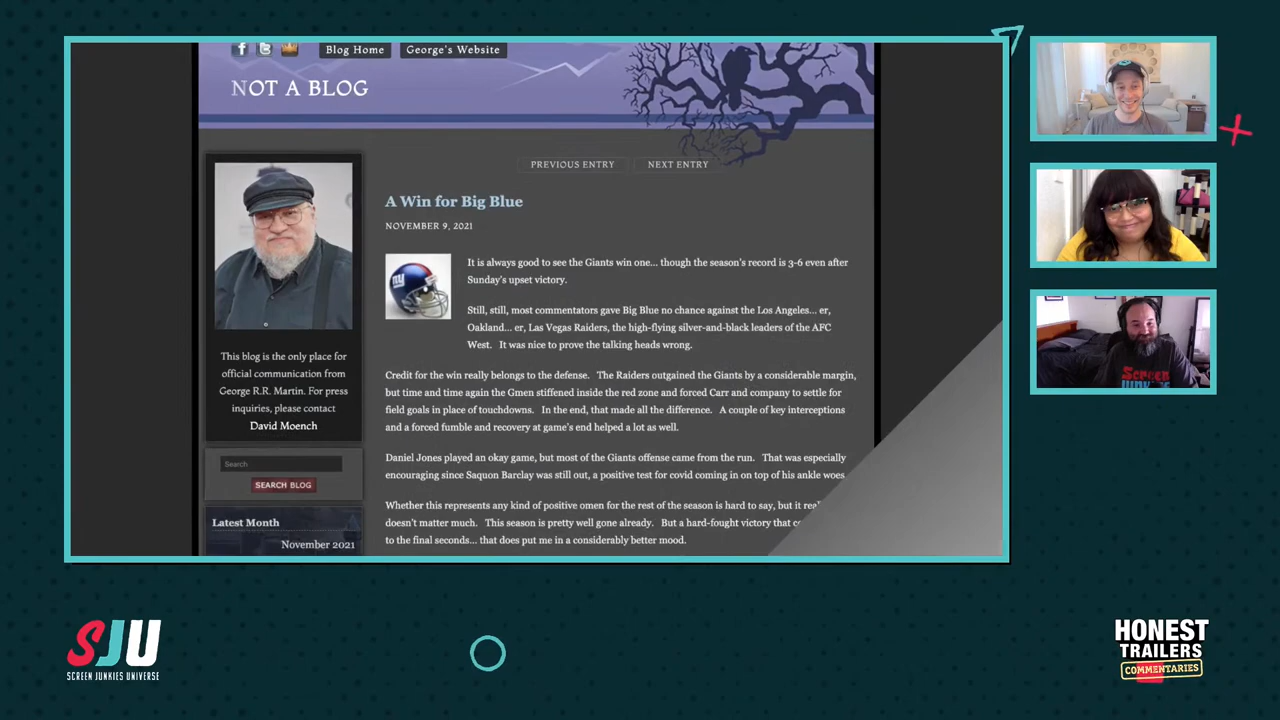 Blog Home
George's Website
NOT A BLOG
PREVIOUS ENTRY
NEXT ENTRY
A Win for Big Blue
NOVEMBER 9, 2021
It is always good to see the Giants win one... though the season's record is 3-6 even after
Sunday's upset victory.
Still, still, most commentators gave Big Blue no chance against the Los Angeles... er,
Oakland... er, Las Vegas Raiders, the high-flying silver-and-black leaders of the AFC
West. It was nice to prove the talking heads wrong.
Credit for the win really belongs to the defense. The Raiders outgained the Giants by a considerable margin,
but time and time again the Gmen stiffened inside the red zone and forced Carr and company to settle for
field goals in place of touchdowns. In the end, that made all the difference. A couple of key interceptions
and a forced fumble and recovery at game's end helped a lot as well.
Daniel Jones played an okay game, but most of the Giants offense came from the run. That was especially
encouraging since Saquon Barclay was still out, a positive test for covid coming in on top of his ankle woes
Whether this represents any kind of positive omen for the rest of the season is hard to say, but it
doesn't matter much. This season is pretty well gone already. But a hard-fought victory that
to the final seconds... that does put me in a considerably better mood.
This blog is the only place for
official communication from
George R.R. Martin. For press
inquiries, please contact
David Moench
Search
SEARCH BLOG
Latest Month
November 2021
Screen
SJU
SCREEN JUNKIES UNIVERSE
HONEST
TRAILERS
COMMENTARIES